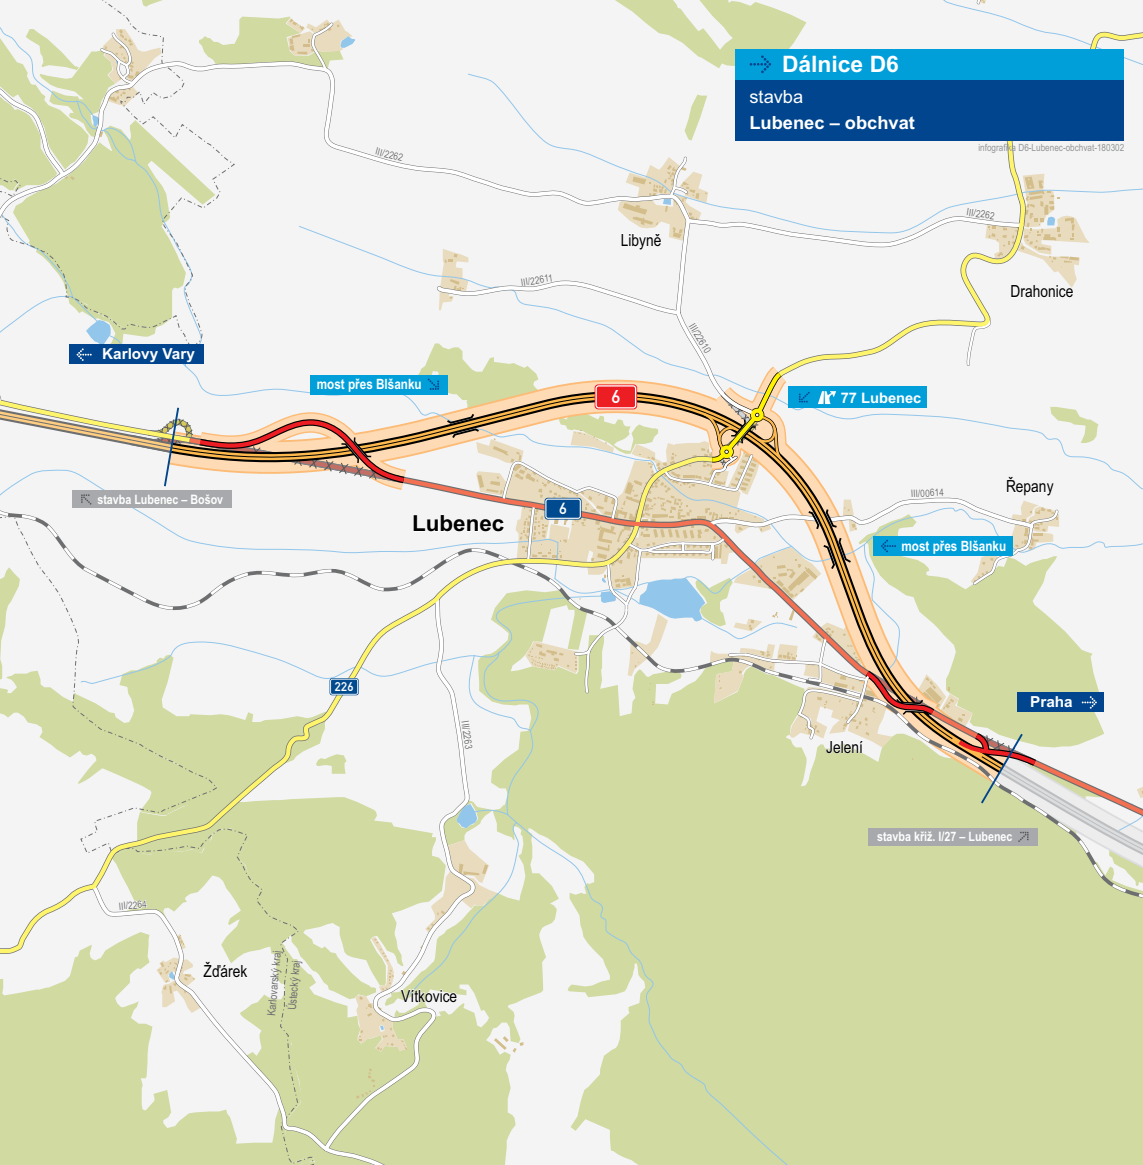 Dálnice D6
stavba
Lubenec – obchvat
infografika D6-Lubenec-obchvat-180302
III/2262
III/2262
Libyně
Drahonice
III/22611
III/22610
Karlovy Vary
most přes Blšanku
6
77 Lubenec
stavba Lubenec – Bošov
Lubenec
6
III/00614
Řepany
most přes Blšanku
226
Praha
III/2263
Jelení
stavba křiž. I/27 – Lubenec
III/2264
Žďárek
Karlovarský kraj
Ústecký kraj
Vítkovice